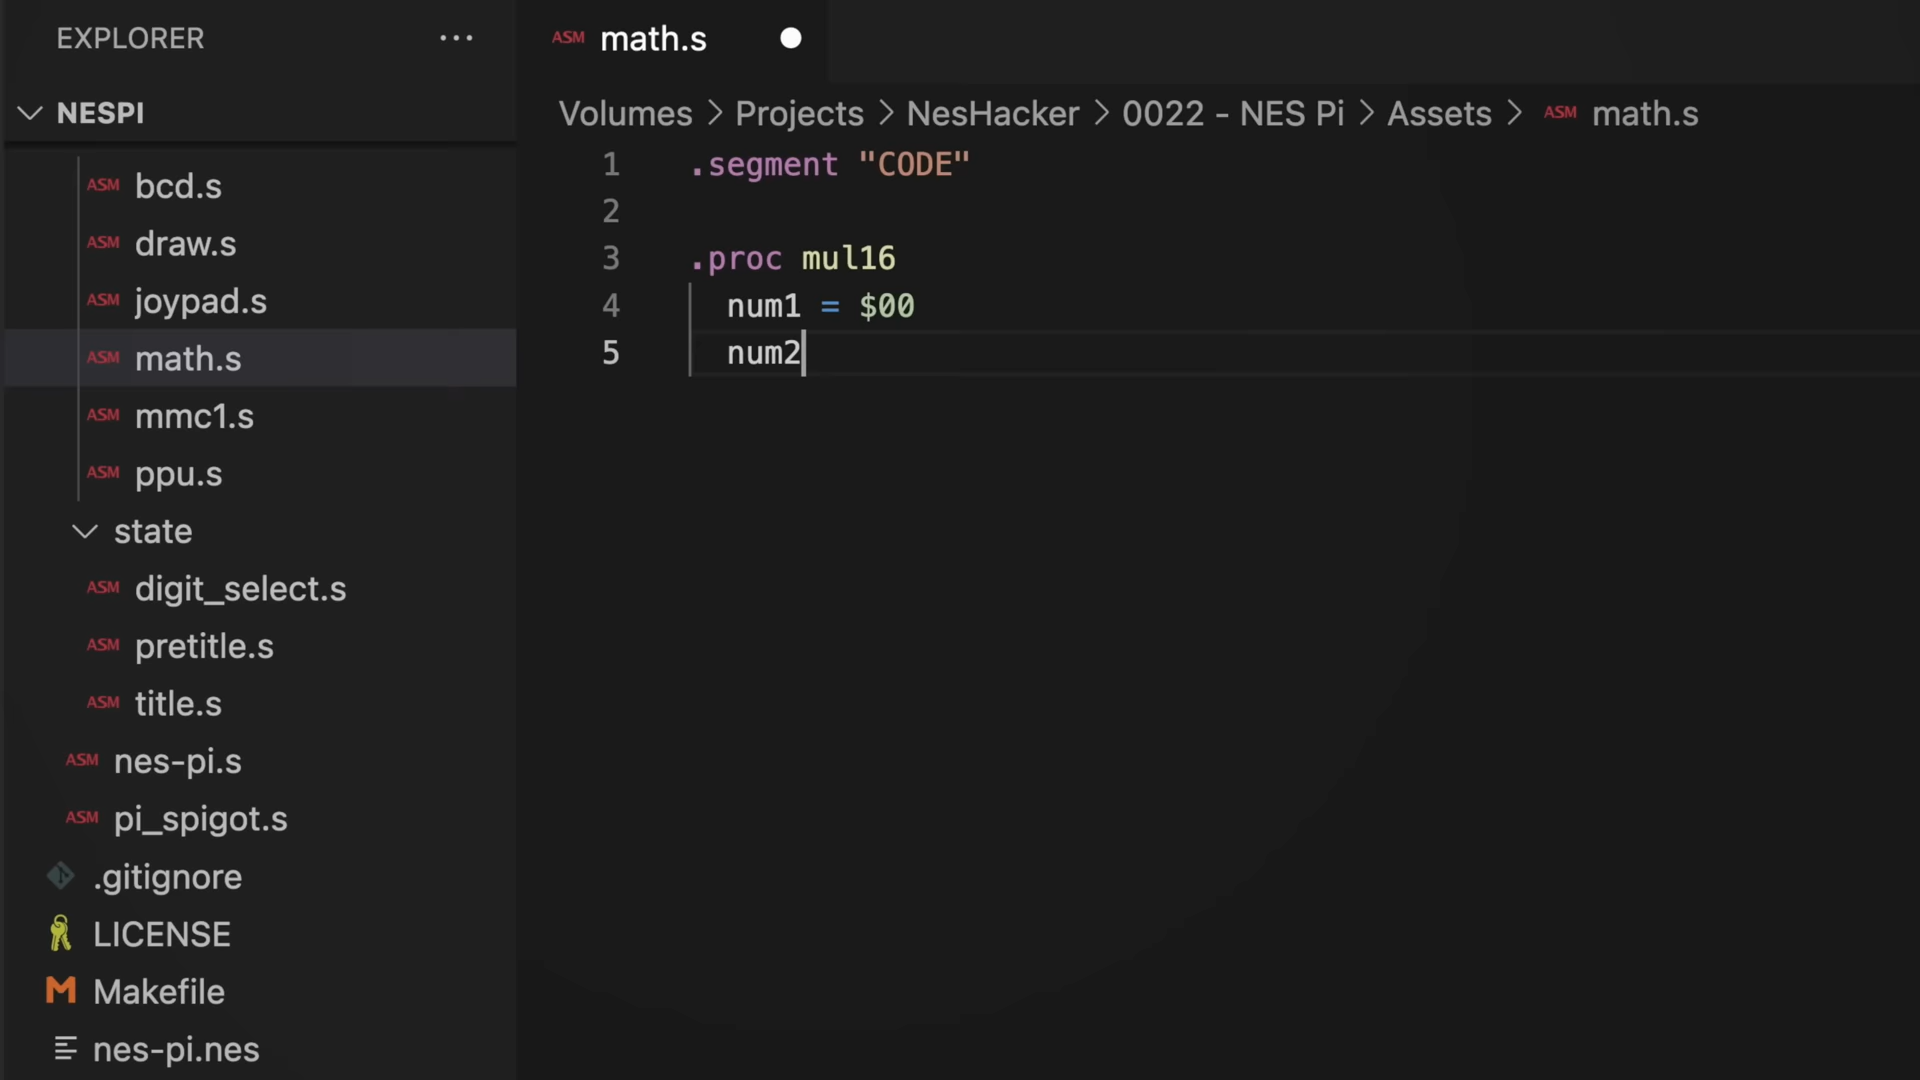 EXPLORER ...
NESPI
ASM bcd.s
ASM draw.s
ASM joypad.s
ASM math.s
ASM mmc1.s
ASM ppu.s
state
ASM digit_select.s
ASM pretitle.s
ASM title.s
ASM nes-pi.s
ASM pi_spigot.s
.gitignore
LICENSE
M Makefile
nes-pi.nes
ASM math.s
Volumes > Projects > NesHacker > 0022 - NES Pi > Assets > ASM math.s
1 .segment "CODE"
2
3 .proc mul16
4 num1 = $00
5 num2